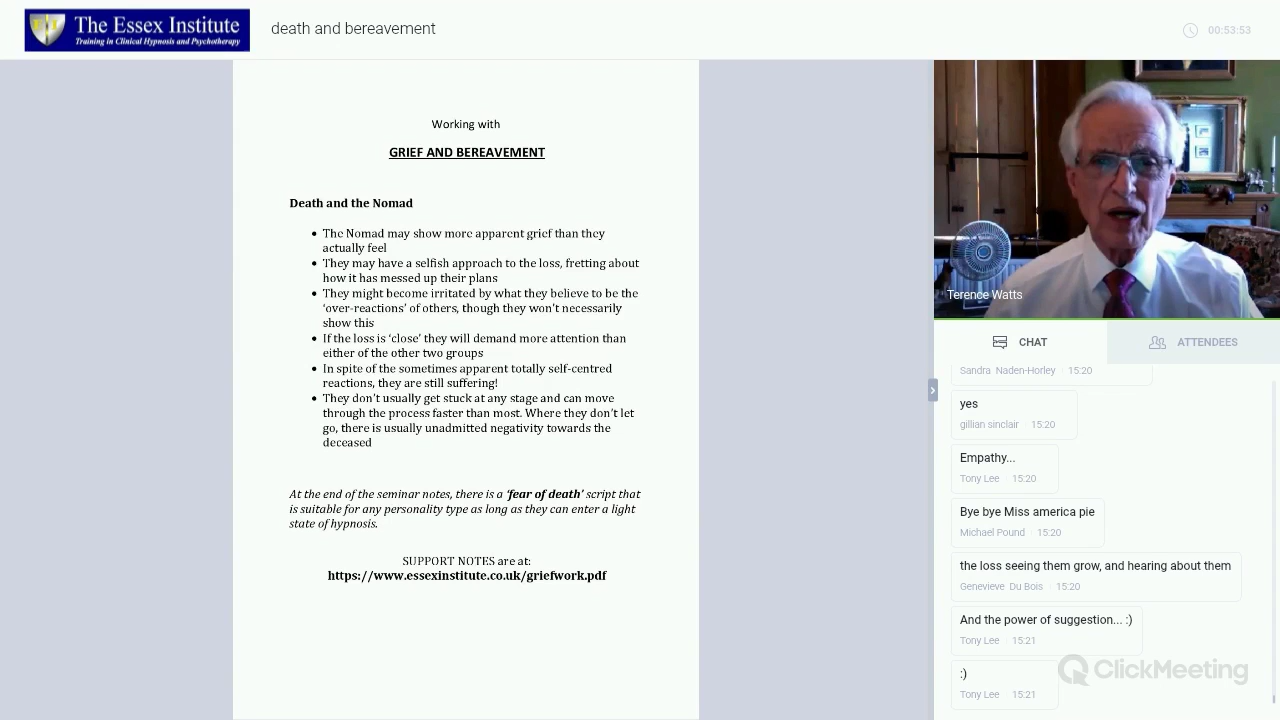 The Essex Institute
Training in Clinical Hypnosis and Psychotherapy
death and bereavement
00:53:53
Working with
GRIEF AND BEREAVEMENT
Death and the Nomad
• The Nomad may show more apparent grief than they
actually feel
• They may have a selfish approach to the loss, fretting about
how it has messed up their plans
• They might become irritated by what they believe to be the
‘over-reactions’ of others, though they won’t necessarily
show this
• If the loss is ‘close’ they will demand more attention than
either of the other two groups
• In spite of the sometimes apparent totally self-centred
reactions, they are still suffering!
• They don’t usually get stuck at any stage and can move
through the process faster than most. Where they don’t let
go, there is usually unadmitted negativity towards the
deceased
At the end of the seminar notes, there is a ‘fear of death’ script that
is suitable for any personality type as long as they can enter a light
state of hypnosis.
SUPPORT NOTES are at:
https://www.essexinstitute.co.uk/griefwork.pdf
Terence Watts
CHAT
ATTENDEES
Sandra Naden-Horley 15:20
yes
gillian sinclair 15:20
Empathy...
Tony Lee 15:20
Bye bye Miss america pie
Michael Pound 15:20
the loss seeing them grow, and hearing about them
Genevieve Du Bois 15:20
And the power of suggestion... :)
Tony Lee 15:21
:)
Tony Lee 15:21
ClickMeeting